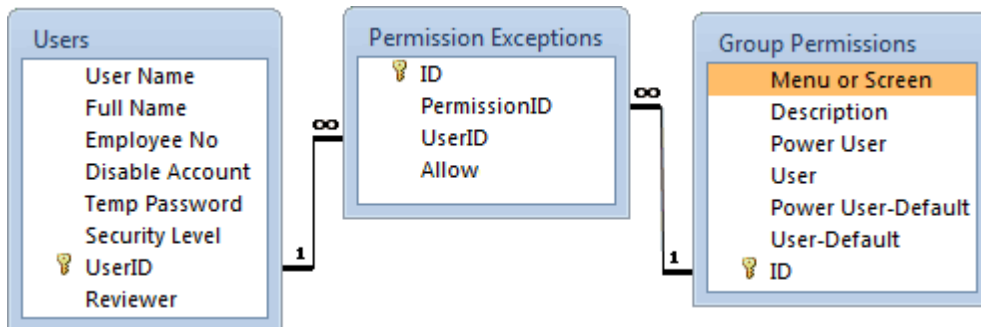 Users
User Name
Full Name
Employee No
Disable Account
Temp Password
Security Level
UserID
Reviewer
∞
1
Permission Exceptions
ID
PermissionID
UserID
Allow
∞
1
Group Permissions
Menu or Screen
Description
Power User
User
Power User-Default
User-Default
ID